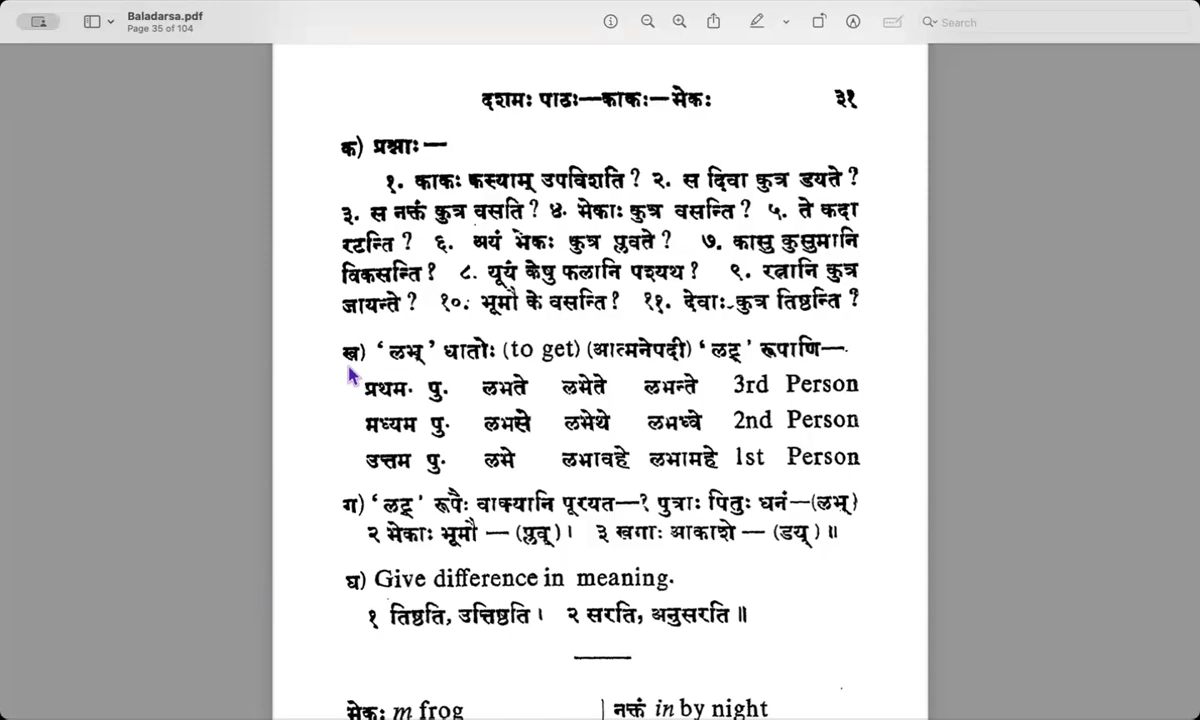 Baladarsa.pdf
Page 35 of 104
Search
दशमः पाठः—काकः—भेकः ३१
क) प्रश्नाः—
१. काकः कस्याम् उपविशति ? २. स दिवा कुत्र डयते ?
३. स नक्तं कुत्र वसति ? ४. भेकाः कुत्र वसन्ति ? ५. ते कदा
रटन्ति ? ६. अयं भेकः कुत्र प्लवते ? ७. कासु कुसुमानि
विकसन्ति ? ८. यूयं केषु फलानि पश्यथ ? ९. रत्नानि कुत्र
जायन्ते ? १०. भूमौ के वसन्ति ? ११. देवाः कुत्र तिष्ठन्ति ?
ख) ‘लभ्’ धातोः (to get) (आत्मनेपदी) ‘लट्’ रूपाणि—
प्रथम. पु. लभते लभेते लभन्ते 3rd Person
मध्यम पु. लभसे लभेथे लभध्वे 2nd Person
उत्तम पु. लभे लभावहे लभामहे 1st Person
ग) ‘लट्’ रूपैः वाक्यानि पूरयत—? पुत्राः पितुः धनं—(लभ्)
२ भेकाः भूमौ — (प्लव्) । ३ खगाः आकाशे — (डय्) ॥
घ) Give difference in meaning.
१ तिष्ठति, उत्तिष्ठति । २ सरति, अनुसरति ॥
भेकः m frog | नक्तं in by night